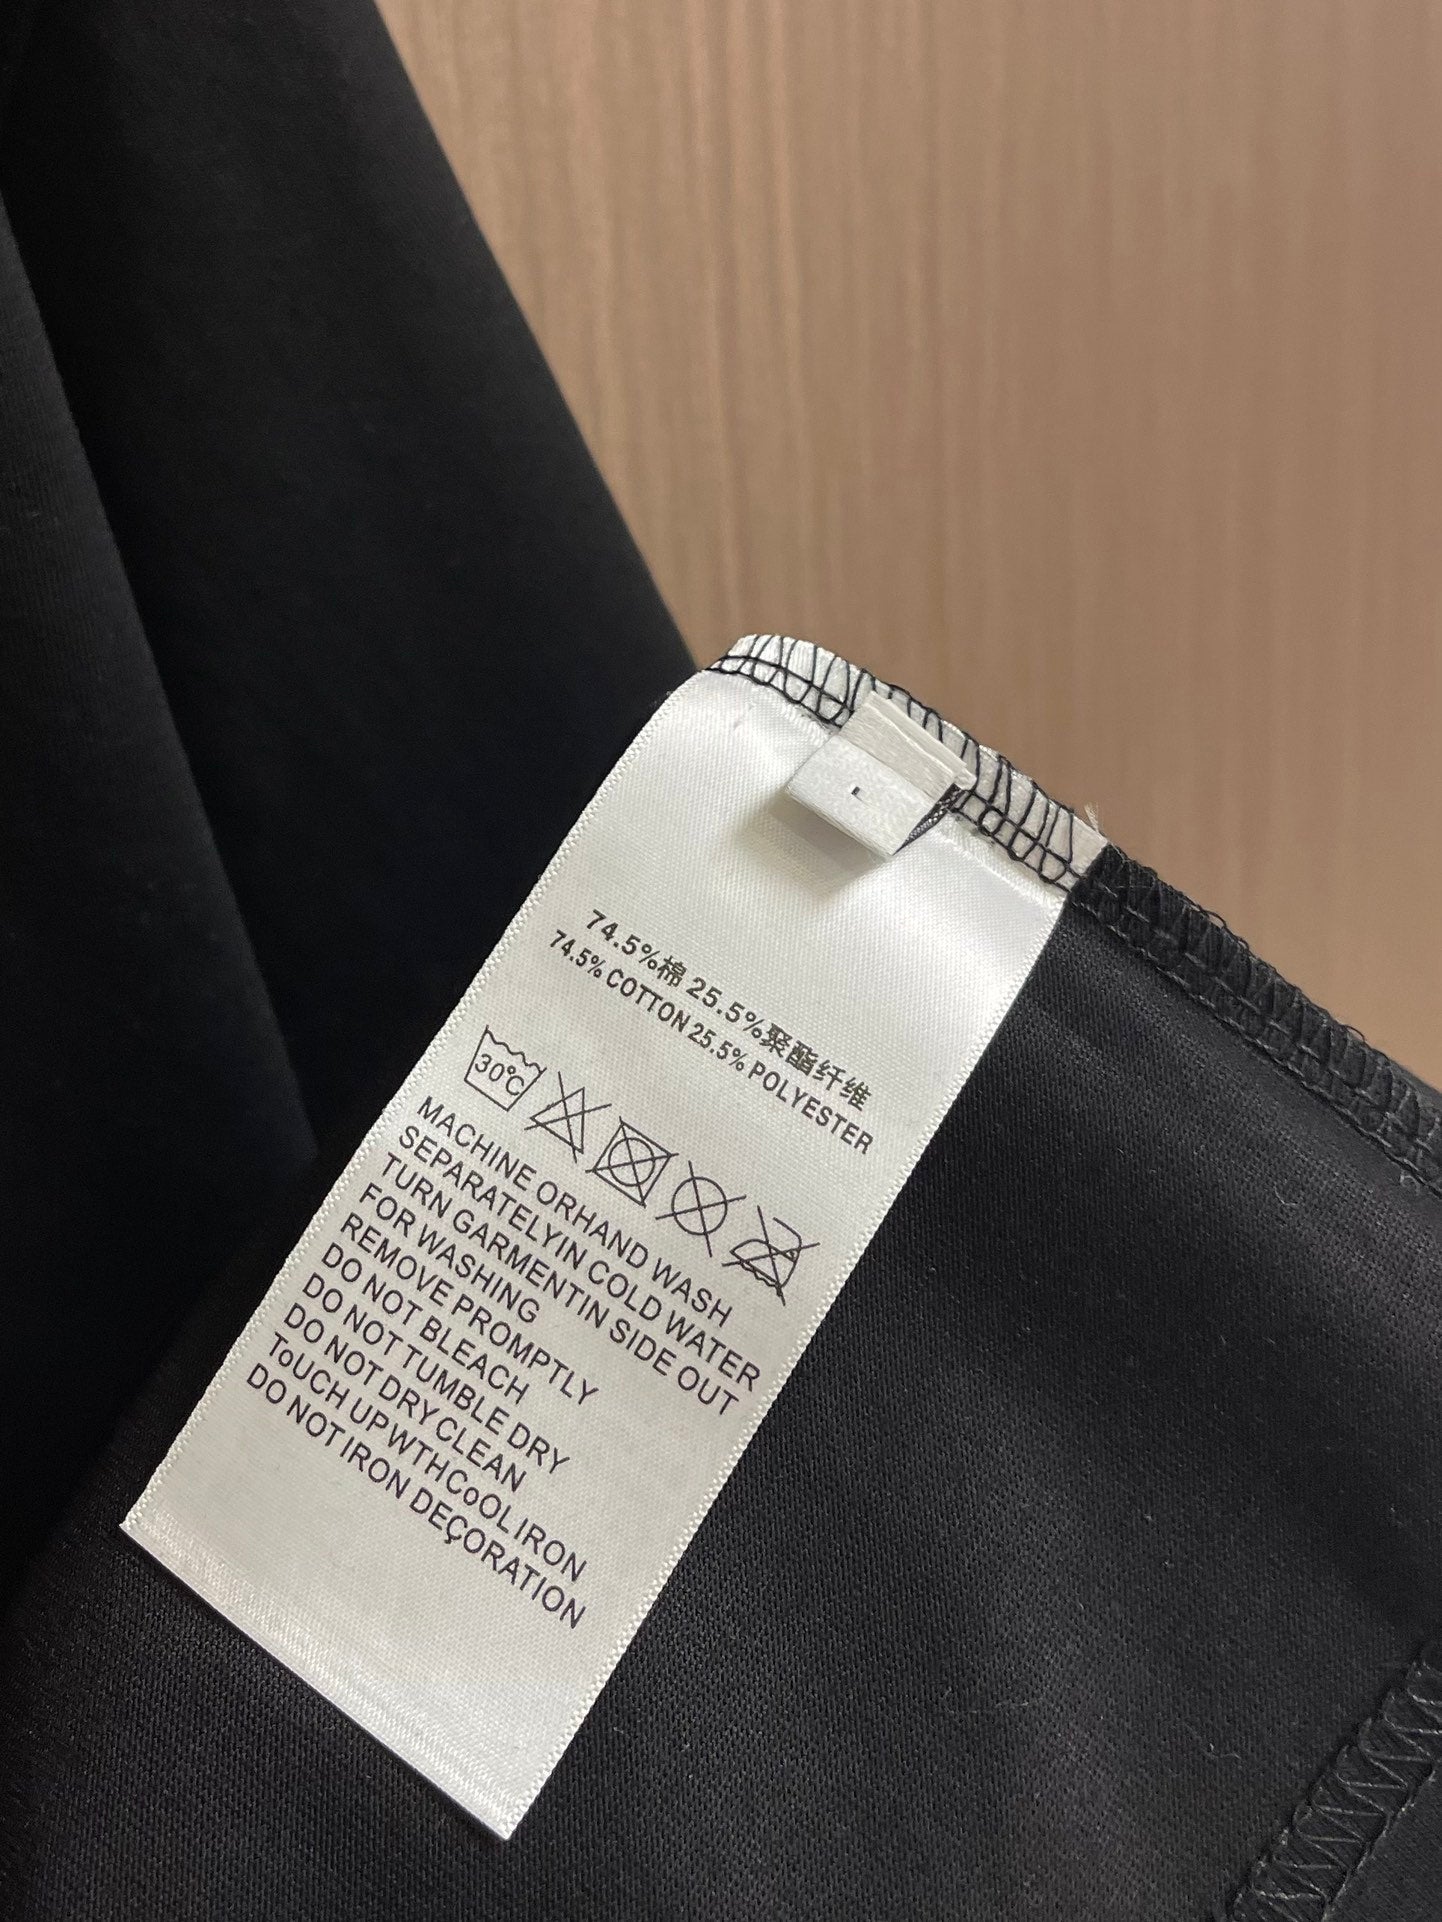 L
74.5%棉 25.5%聚酯纤维
74.5% COTTON 25.5% POLYESTER
30℃
MACHINE ORHAND WASH
SEPARATELYIN COLD WATER
TURN GARMENTIN SIDE OUT
FOR WASHING
REMOVE PROMPTLY
DO NOT BLEACH
DO NOT TUMBLE DRY
DO NOT DRY CLEAN
ToUCH UPWTHCoOL IRON
DO NOT IRON DEÇORATION